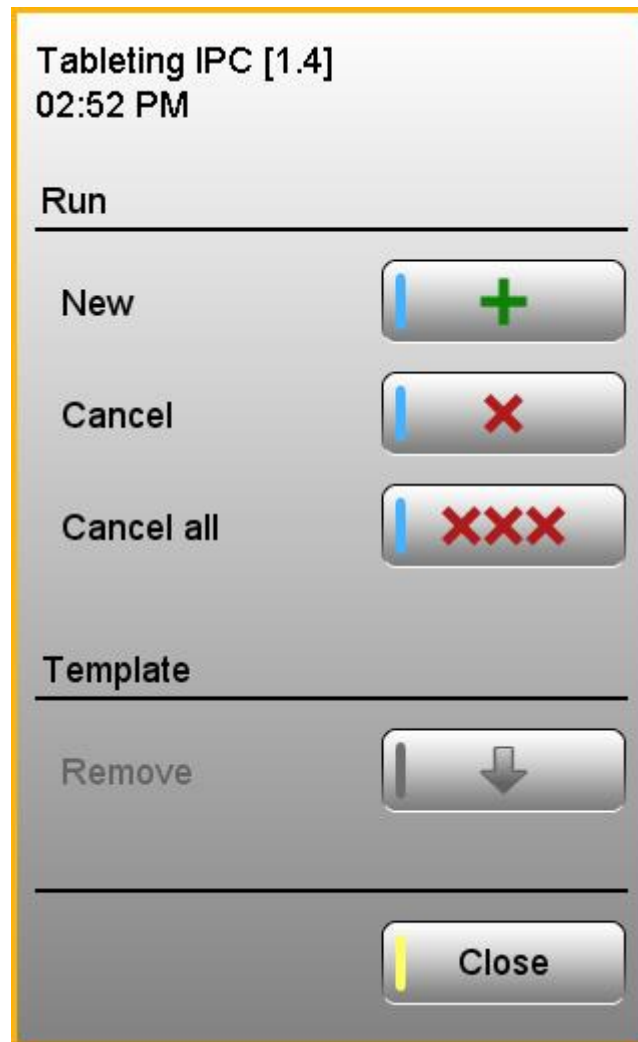 Tableting IPC [1.4]
02:52 PM
Run
New
Cancel
Cancel all
Template
Remove
Close